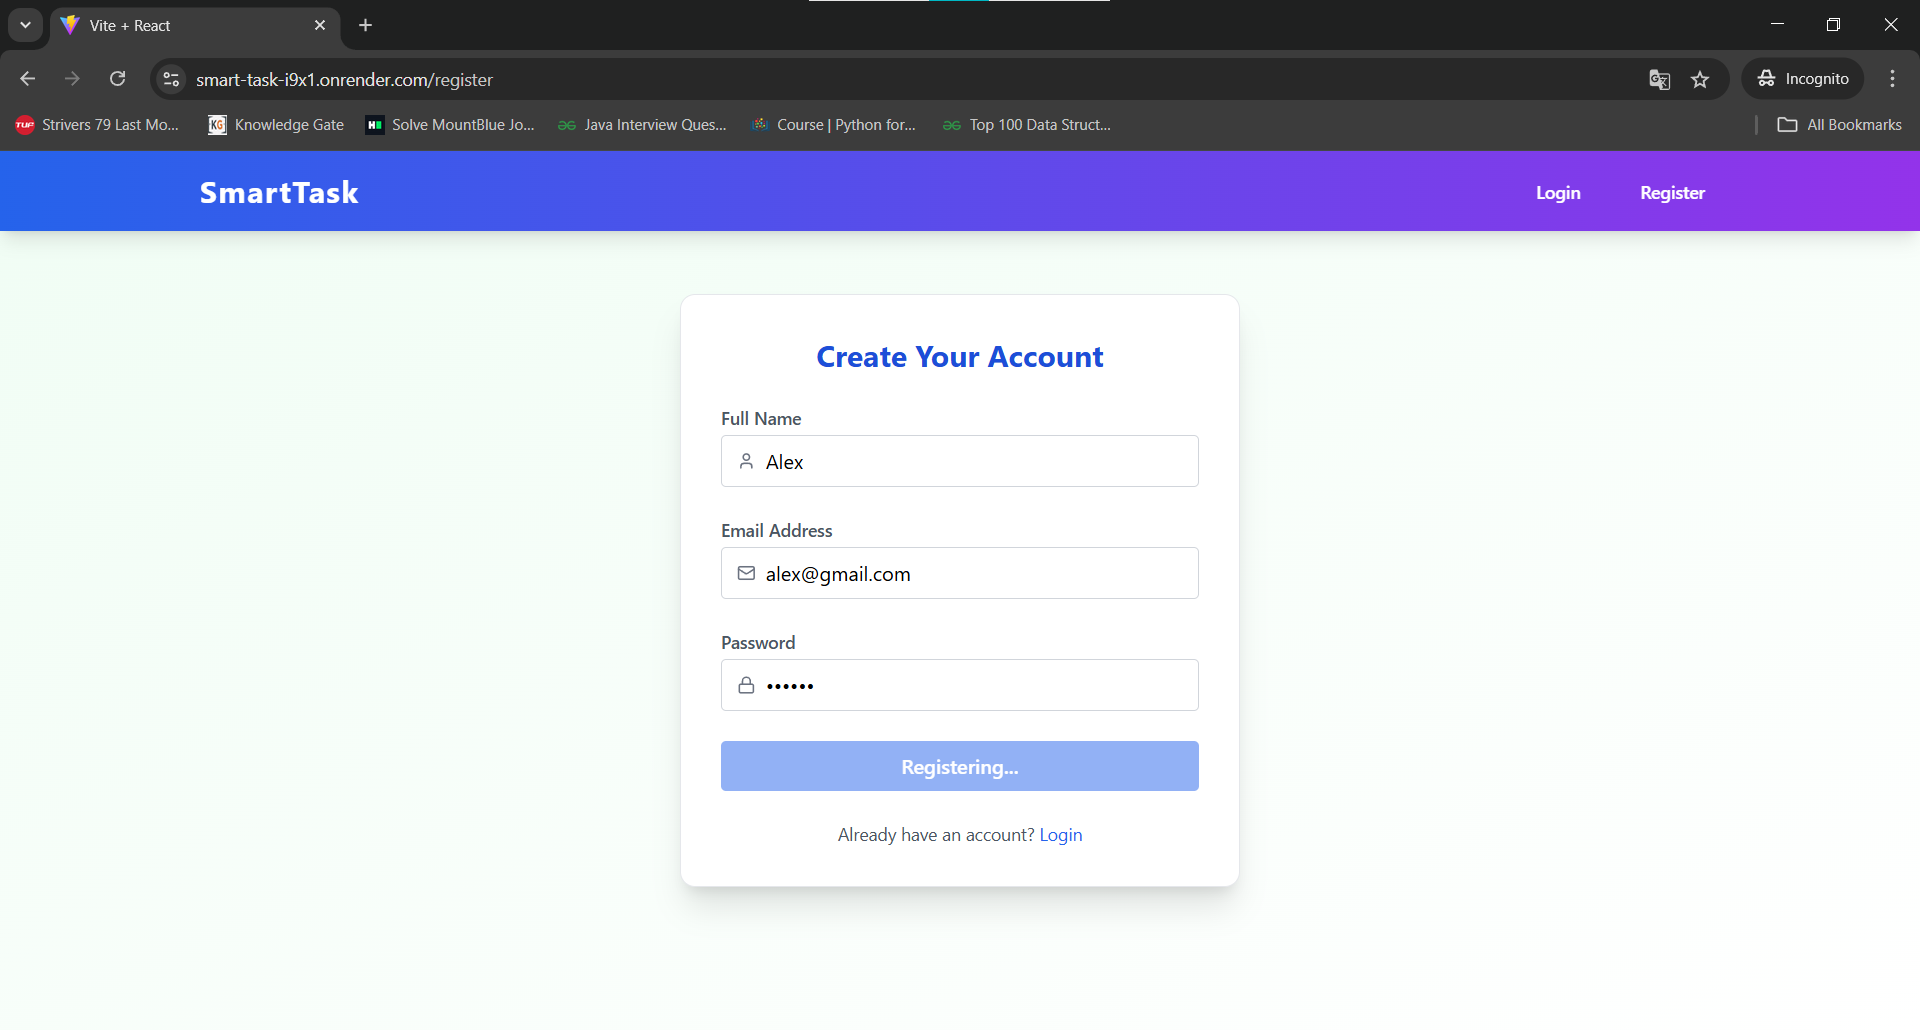 Vite + React
smart-task-i9x1.onrender.com/register
Incognito
TUF Strivers 79 Last Mo...
KG Knowledge Gate
H Solve MountBlue Jo...
Java Interview Ques...
Course | Python for...
Top 100 Data Struct...
All Bookmarks
SmartTask
Login
Register
Create Your Account
Full Name
Alex
Email Address
alex@gmail.com
Password
••••••
Registering...
Already have an account? Login